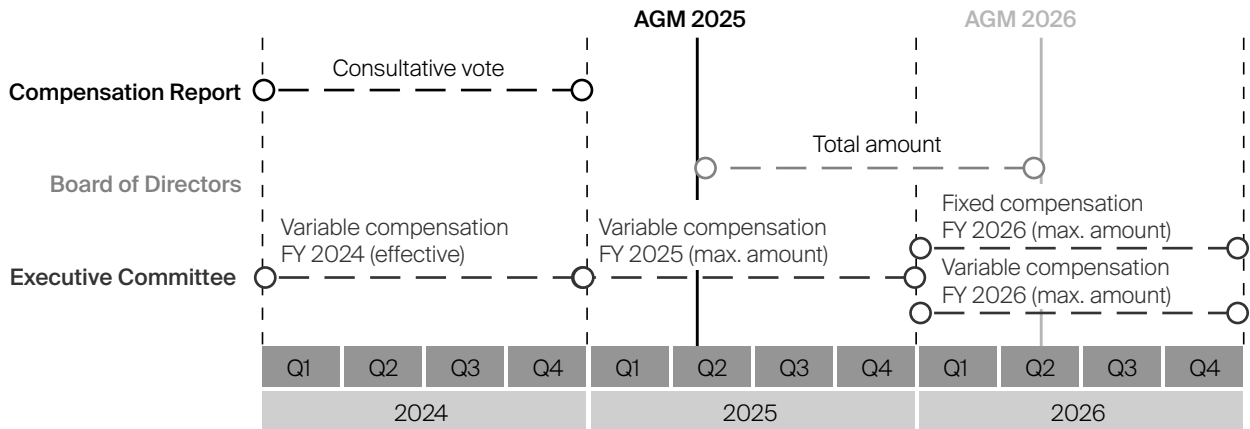 AGM 2025
AGM 2026
Consultative vote
Compensation Report
Total amount
Board of Directors
Fixed compensation
FY 2026 (max. amount)
Variable compensation
FY 2024 (effective)
Variable compensation
FY 2025 (max. amount)
Executive Committee
Variable compensation
FY 2026 (max. amount)
Q1 Q2 Q3 Q4 Q1 Q2 Q3 Q4 Q1 Q2 Q3 Q4
2024 2025 2026